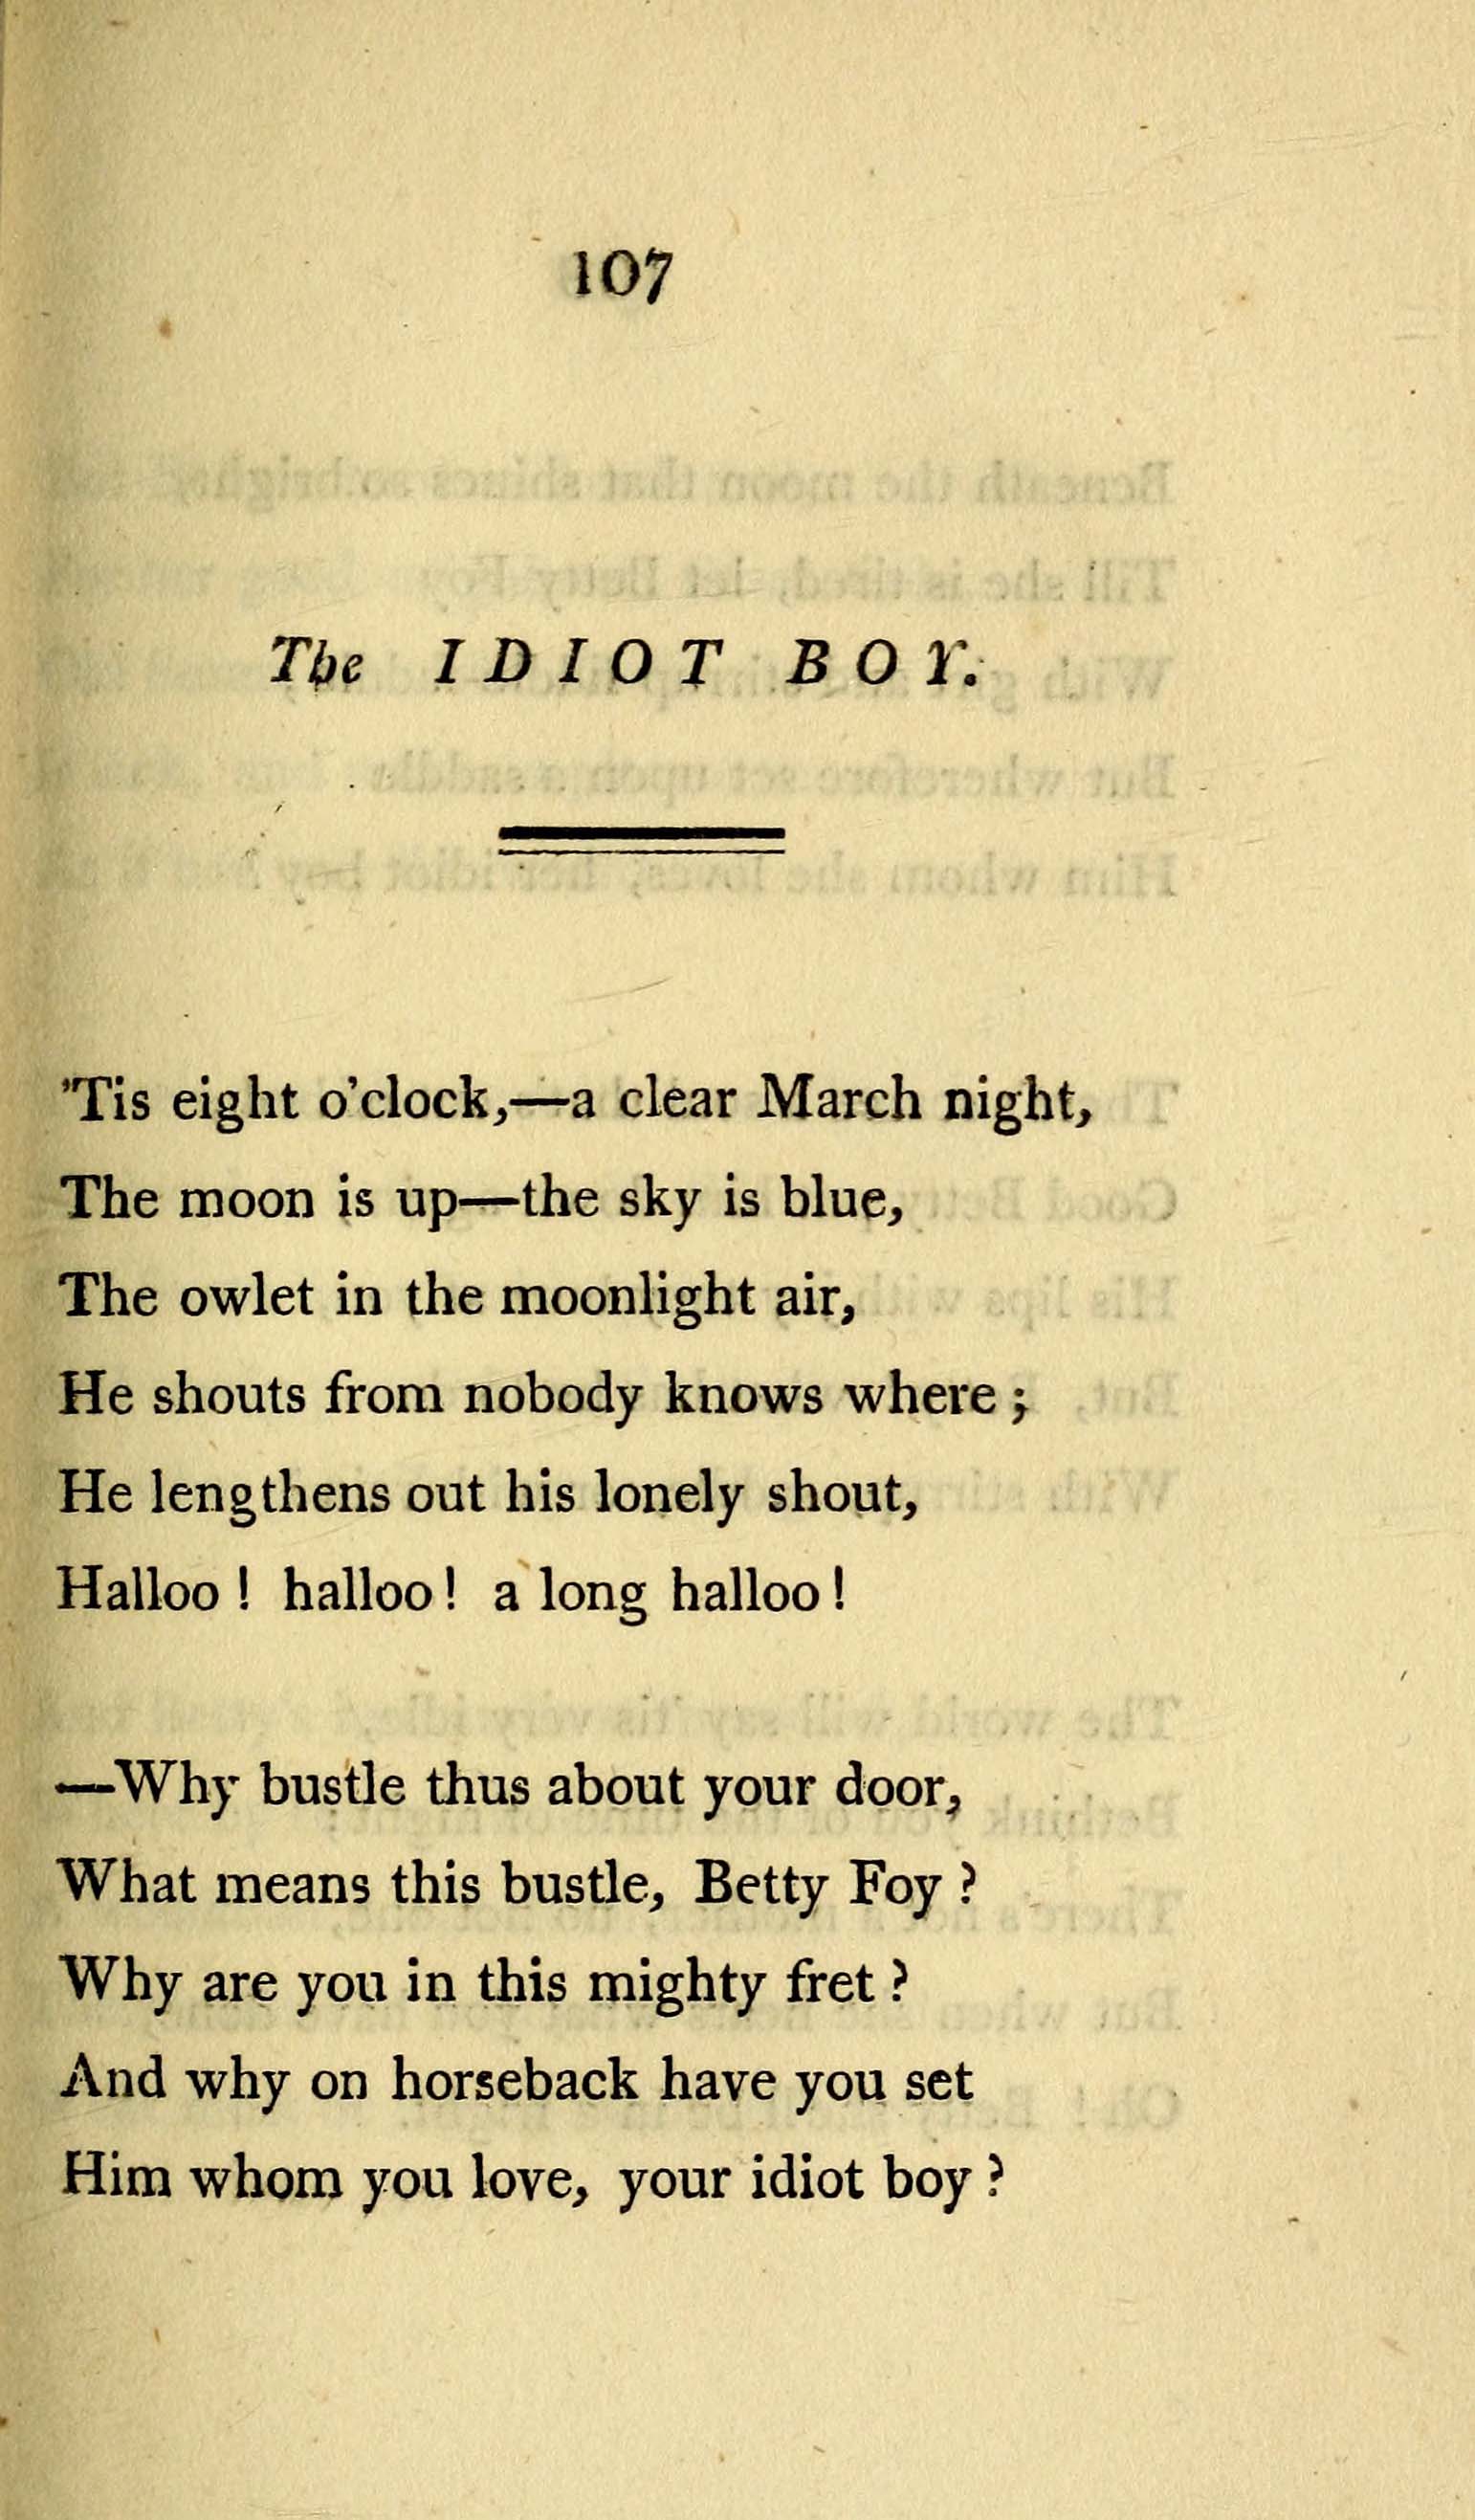 107
The IDIOT BOY.
'Tis eight o'clock,—a clear March night,
The moon is up—the sky is blue,
The owlet in the moonlight air,
He shouts from nobody knows where ;
He lengthens out his lonely shout,
Halloo ! halloo ! a long halloo !
—Why bustle thus about your door,
What means this bustle, Betty Foy ?
Why are you in this mighty fret ?
And why on horseback have you set
Him whom you love, your idiot boy ?